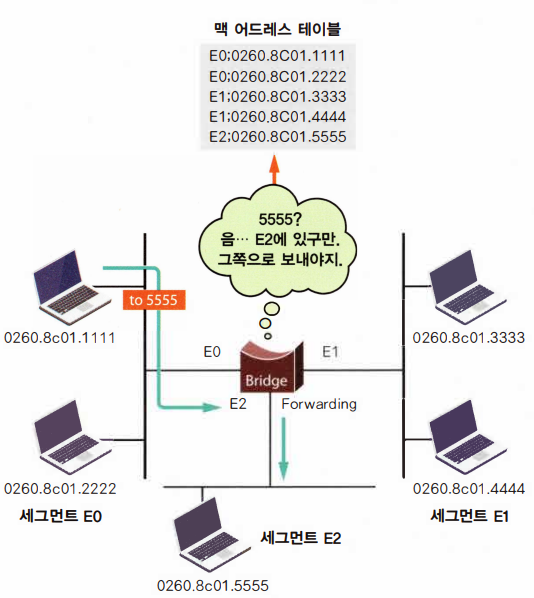 맥 어드레스 테이블
E0;0260.8C01.1111
E0;0260.8C01.2222
E1;0260.8C01.3333
E1;0260.8C01.4444
E2;0260.8C01.5555
5555?
음… E2에 있구만.
그쪽으로 보내야지.
to 5555
0260.8c01.1111
0260.8c01.3333
E0
E1
Bridge
E2
Forwarding
0260.8c01.2222
0260.8c01.4444
세그먼트 E0
세그먼트 E1
세그먼트 E2
0260.8c01.5555